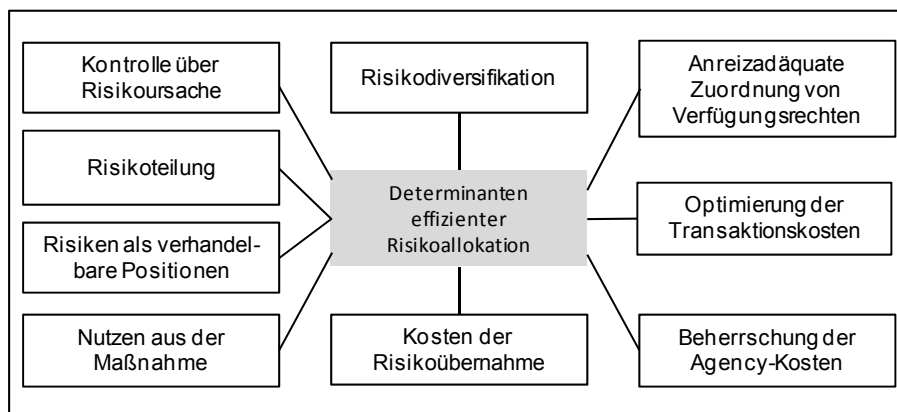 Kontrolle über
Risikoursache
Risikodiversifikation
Anreizadäquate
Zuordnung von
Verfügungsrechten
Risikoteilung
Determinanten
effizienter
Risikoallokation
Optimierung der
Transaktionskosten
Risiken als verhandel-
bare Positionen
Nutzen aus der
Maßnahme
Kosten der
Risikoübernahme
Beherrschung der
Agency-Kosten